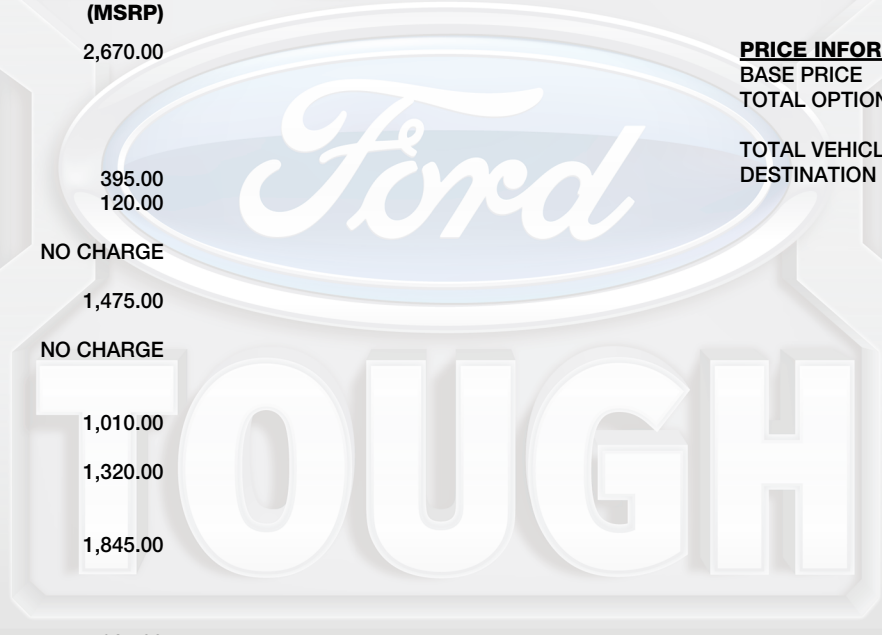 (MSRP)
2,670.00
395.00
120.00
NO CHARGE
1,475.00
NO CHARGE
1,010.00
1,320.00
1,845.00
PRICE INFOR
BASE PRICE
TOTAL OPTION
TOTAL VEHICL
DESTINATION
Ford
TOUGH